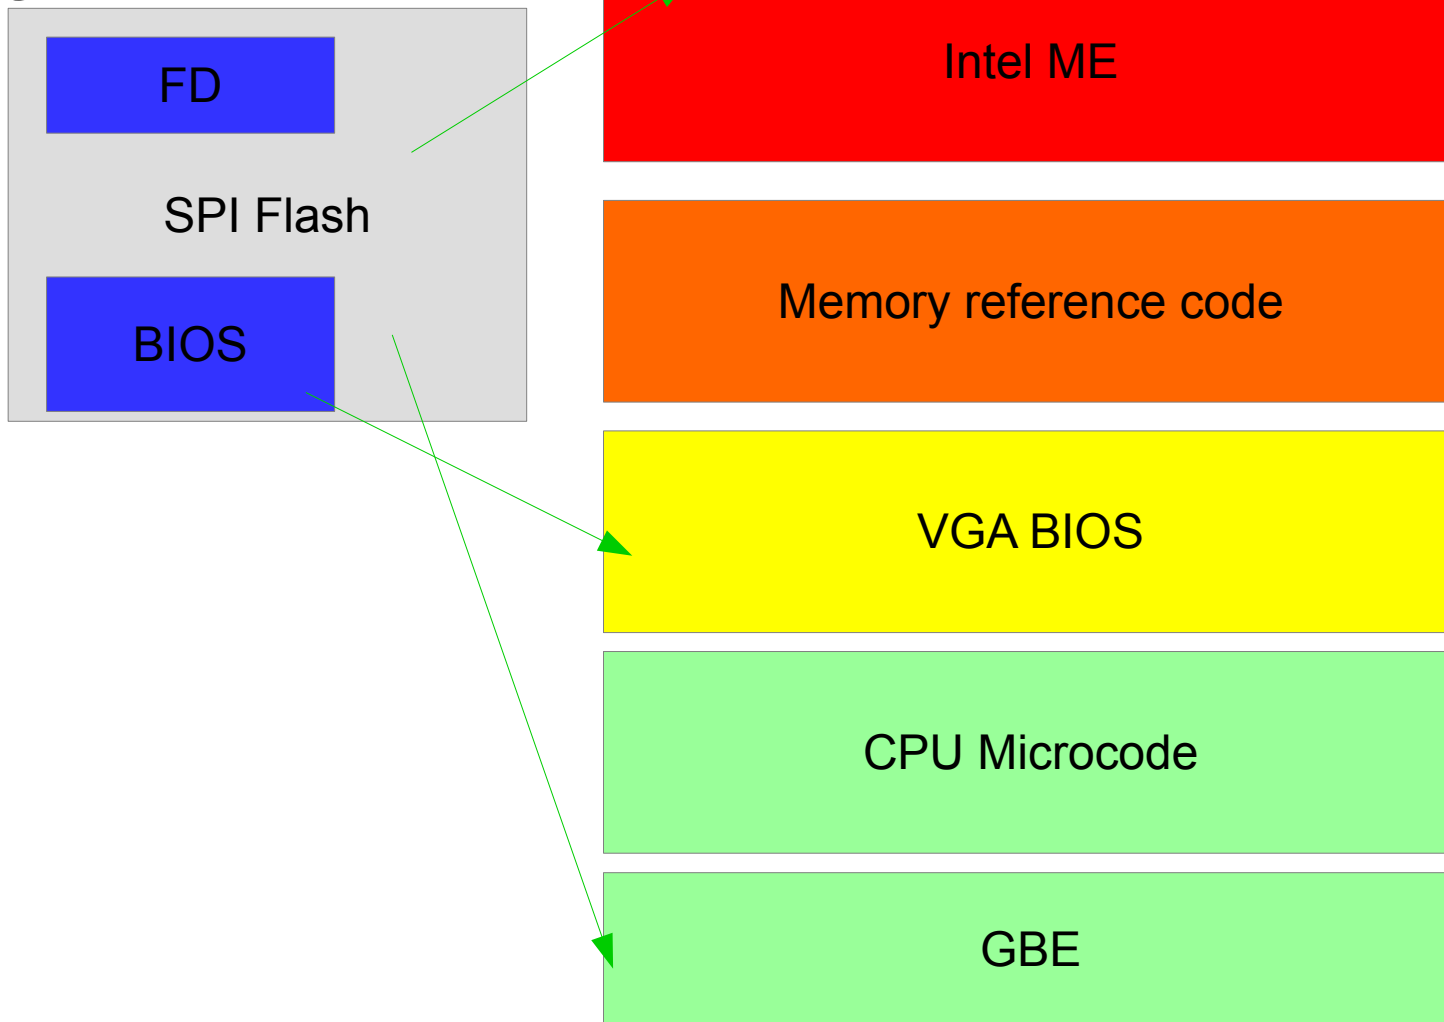 FD
SPI Flash
BIOS
Intel ME
Memory reference code
VGA BIOS
CPU Microcode
GBE